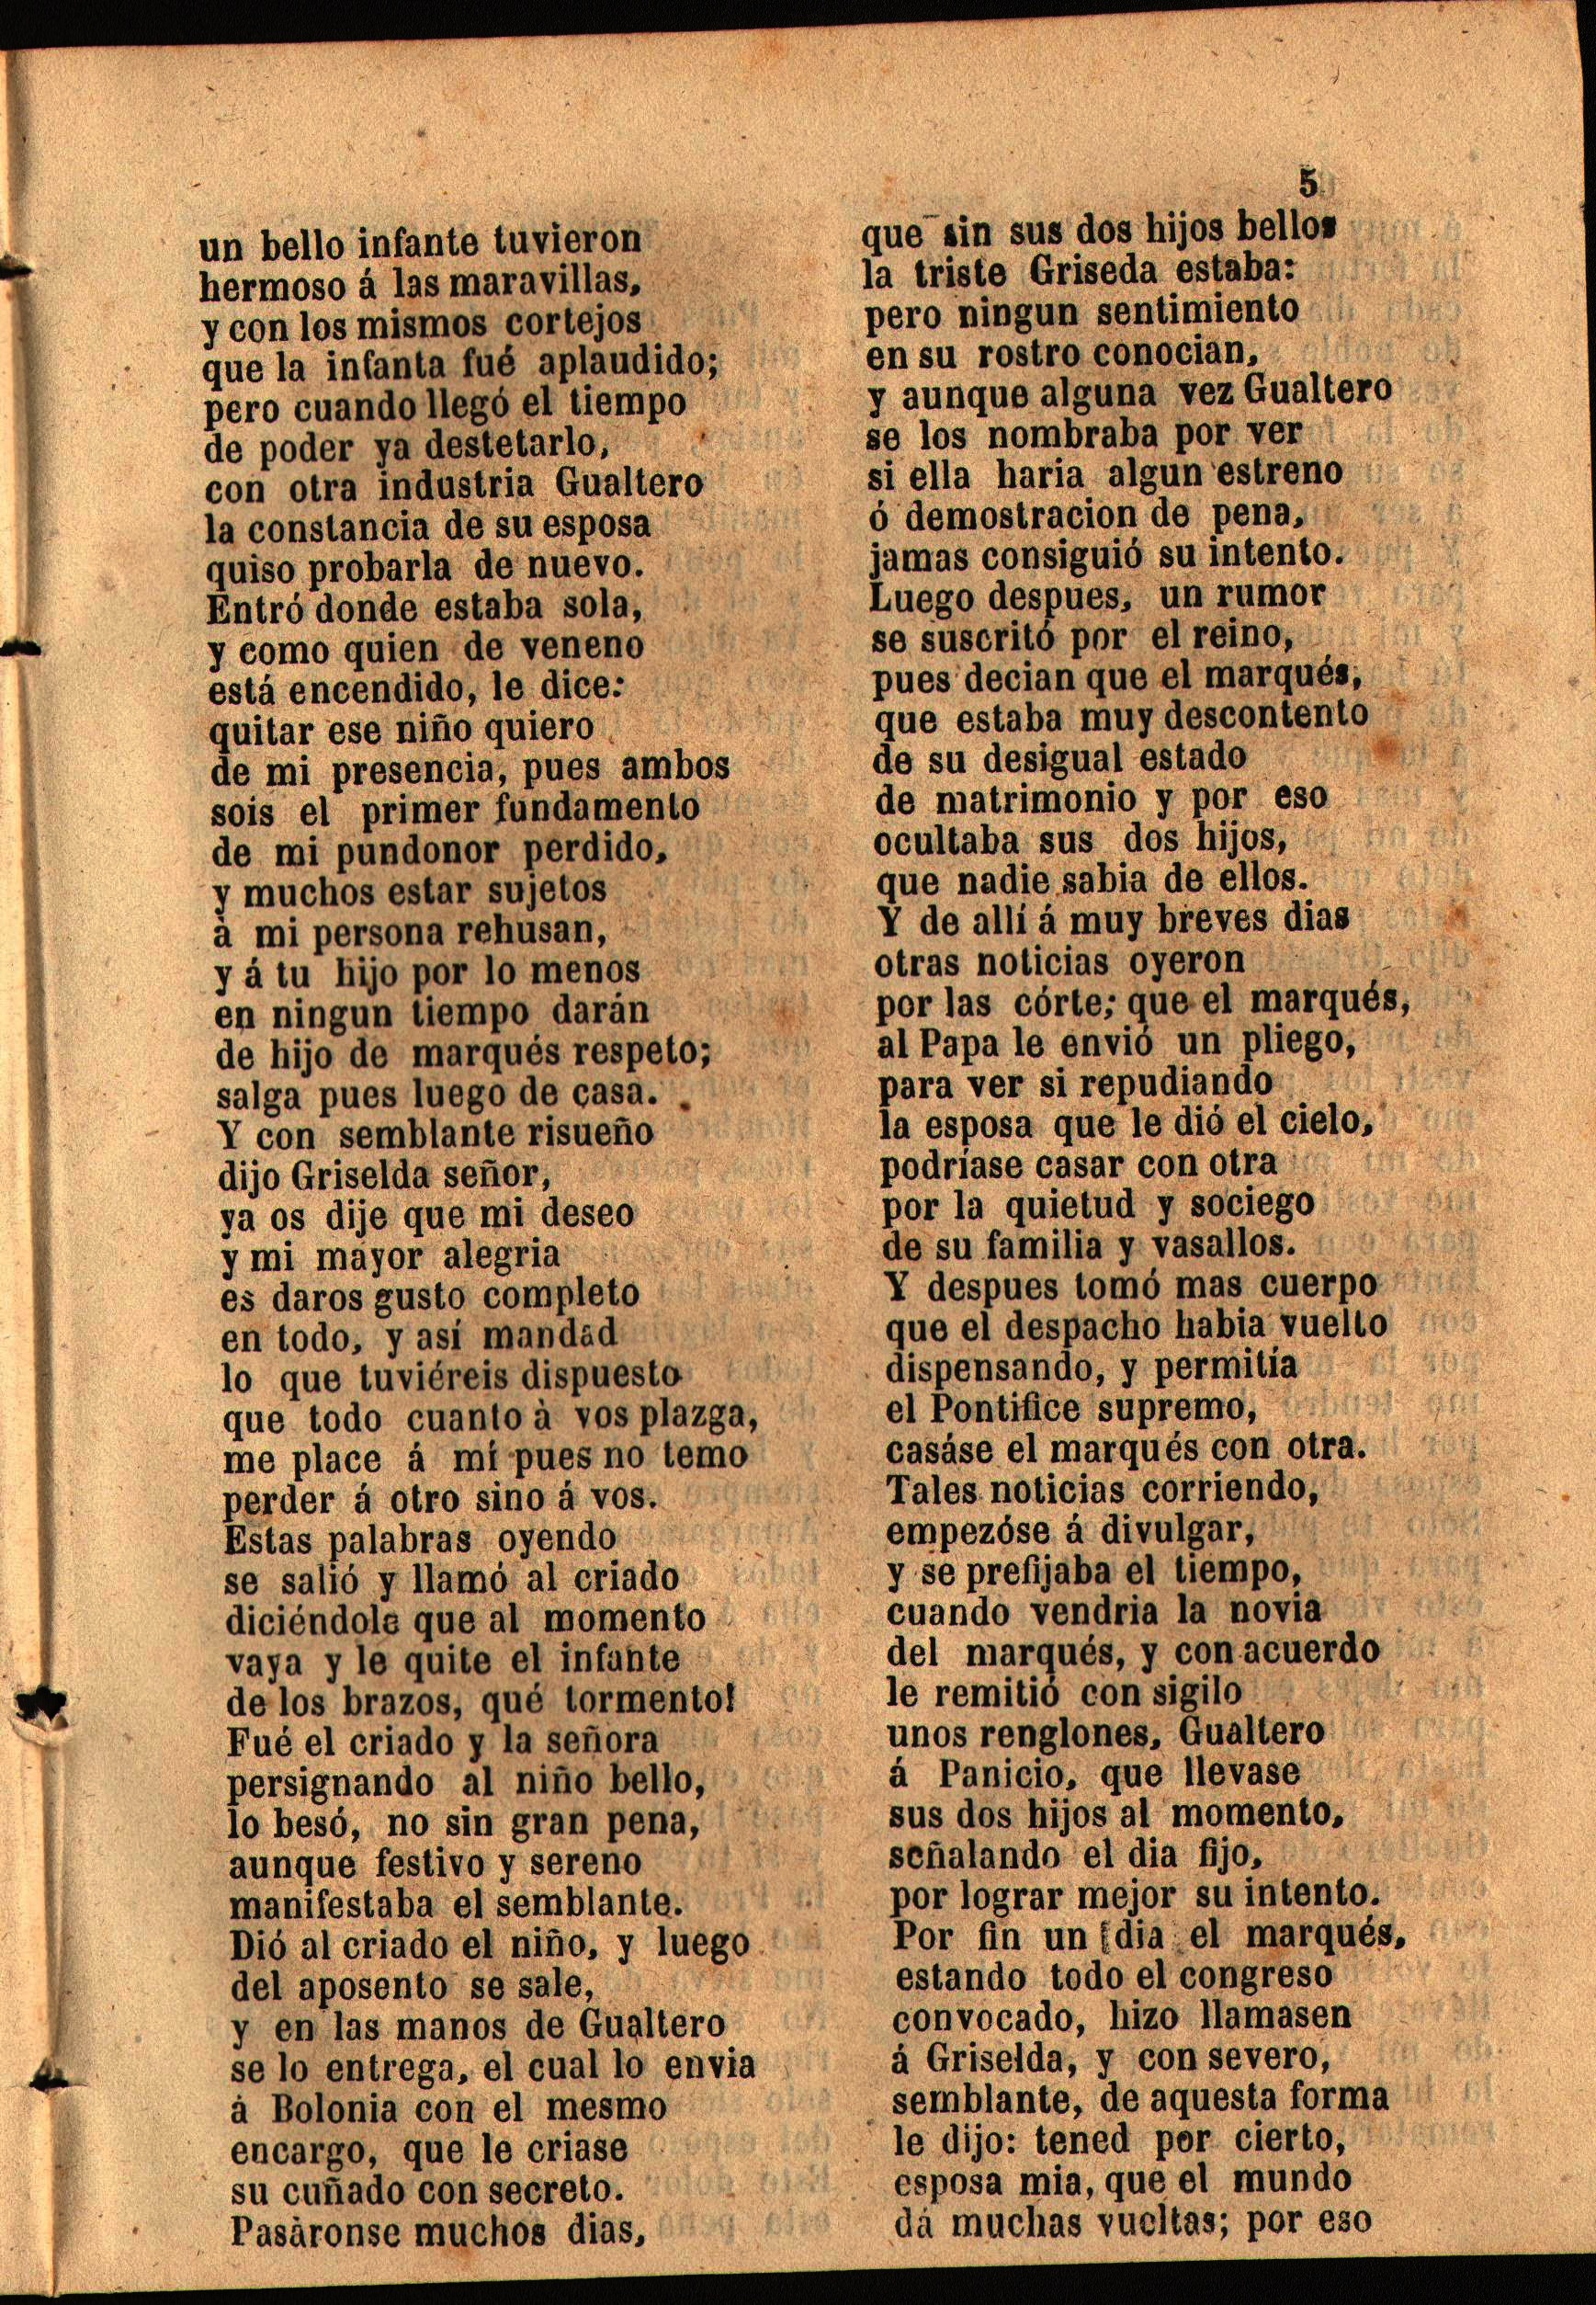 5
un bello infante tuvieron
hermoso á las maravillas,
y con los mismos cortejos
que la infanta fué aplaudido;
pero cuando llegó el tiempo
de poder ya destetarlo,
con otra industria Gualtero
la constancia de su esposa
quiso probarla de nuevo.
Entró donde estaba sola,
y como quien de veneno
está encendido, le dice:
quitar ese niño quiero
de mi presencia, pues ambos
sois el primer fundamento
de mi pundonor perdido,
y muchos estar sujetos
à mi persona rehusan,
y á tu hijo por lo menos
en ningun tiempo darán
de hijo de marqués respeto;
salga pues luego de casa.
Y con semblante risueño
dijo Griselda señor,
ya os dije que mi deseo
y mi mayor alegria
es daros gusto completo
en todo, y así mandad
lo que tuviéreis dispuesto
que todo cuanto à vos plazga,
me place á mí pues no temo
perder á otro sino á vos.
Estas palabras oyendo
se salió y llamó al criado
diciéndole que al momento
vaya y le quite el infante
de los brazos, qué tormento!
Fué el criado y la señora
persignando al niño bello,
lo besó, no sin gran pena,
aunque festivo y sereno
manifestaba el semblante.
Dió al criado el niño, y luego
del aposento se sale,
y en las manos de Gualtero
se lo entrega, el cual lo envia
á Bolonia con el mesmo
encargo, que le criase
su cuñado con secreto.
Pasàronse muchos dias,
que sin sus dos hijos bellos
la triste Griseda estaba:
pero ningun sentimiento
en su rostro conocian,
y aunque alguna vez Gualtero
se los nombraba por ver
si ella haria algun estreno
ó demostracion de pena,
jamas consiguió su intento.
Luego despues, un rumor
se suscritó por el reino,
pues decian que el marqués,
que estaba muy descontento
de su desigual estado
de matrimonio y por eso
ocultaba sus dos hijos,
que nadie sabia de ellos.
Y de allí á muy breves dias
otras noticias oyeron
por las córte; que el marqués,
al Papa le envió un pliego,
para ver si repudiando
la esposa que le dió el cielo,
podríase casar con otra
por la quietud y sociego
de su familia y vasallos.
Y despues tomó mas cuerpo
que el despacho habia vuelto
dispensando, y permitía
el Pontifice supremo,
casáse el marqués con otra.
Tales noticias corriendo,
empezóse á divulgar,
y se prefijaba el tiempo,
cuando vendria la novia
del marqués, y con acuerdo
le remitió con sigilo
unos renglones, Gualtero
á Panicio, que llevase
sus dos hijos al momento,
señalando el dia fijo,
por lograr mejor su intento.
Por fin un dia el marqués,
estando todo el congreso
convocado, hizo llamasen
á Griselda, y con severo,
semblante, de aquesta forma
le dijo: tened por cierto,
esposa mia, que el mundo
dá muchas vueltas; por eso